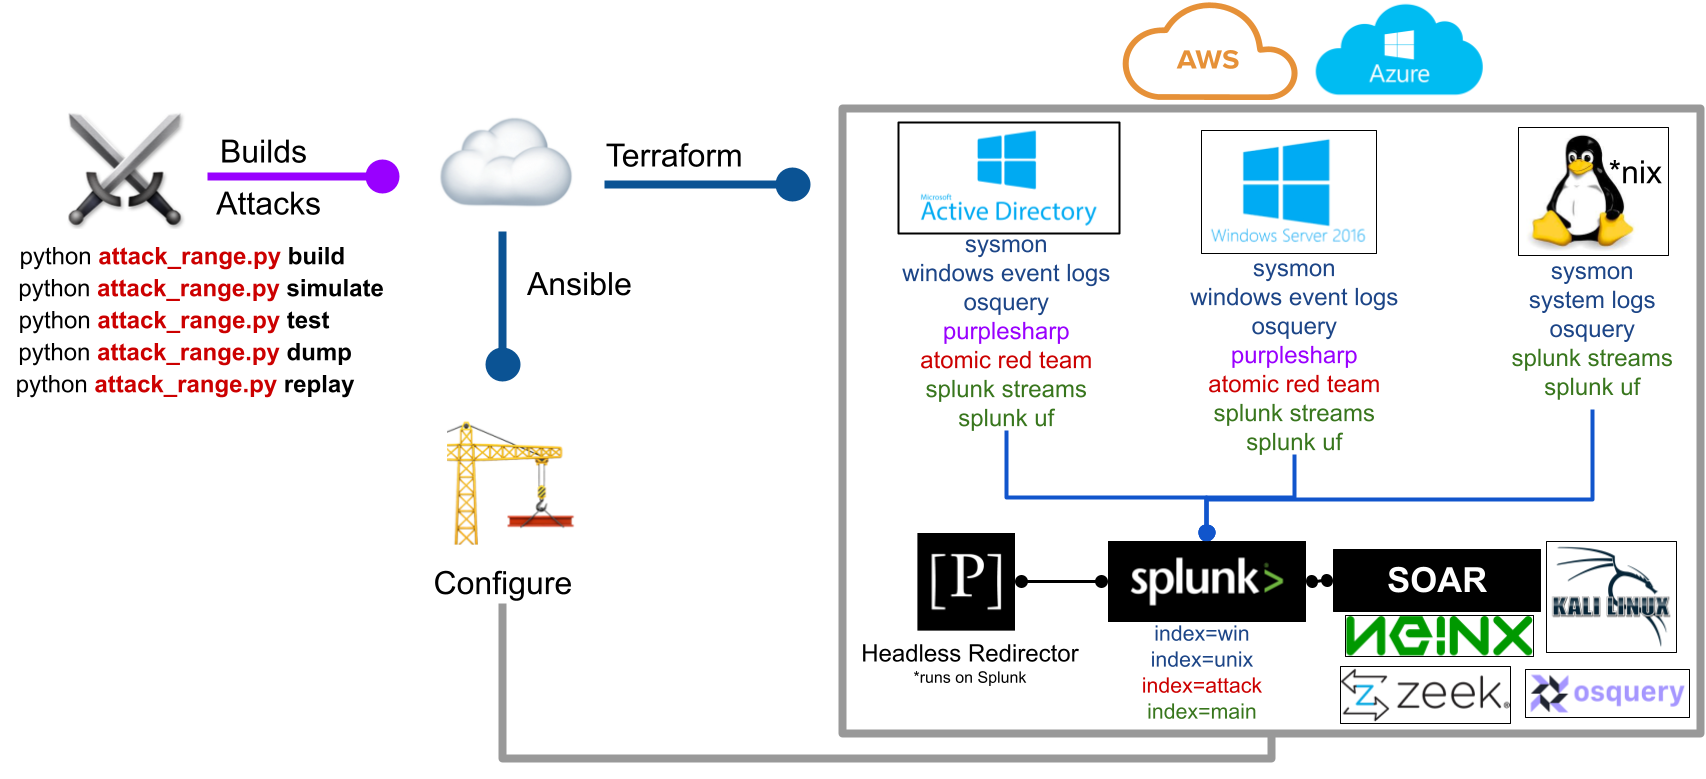 AWS
Azure
Builds
Attacks
python attack_range.py build
python attack_range.py simulate
python attack_range.py test
python attack_range.py dump
python attack_range.py replay
Terraform
Ansible
Configure
Microsoft
Active Directory
sysmon
windows event logs
osquery
purplesharp
atomic red team
splunk streams
splunk uf
Windows Server 2016
sysmon
windows event logs
osquery
purplesharp
atomic red team
splunk streams
splunk uf
*nix
sysmon
system logs
osquery
splunk streams
splunk uf
[P]
Headless Redirector
*runs on Splunk
splunk>
index=win
index=unix
index=attack
index=main
SOAR
KALI LINUX
NGINX
zeek
osquery